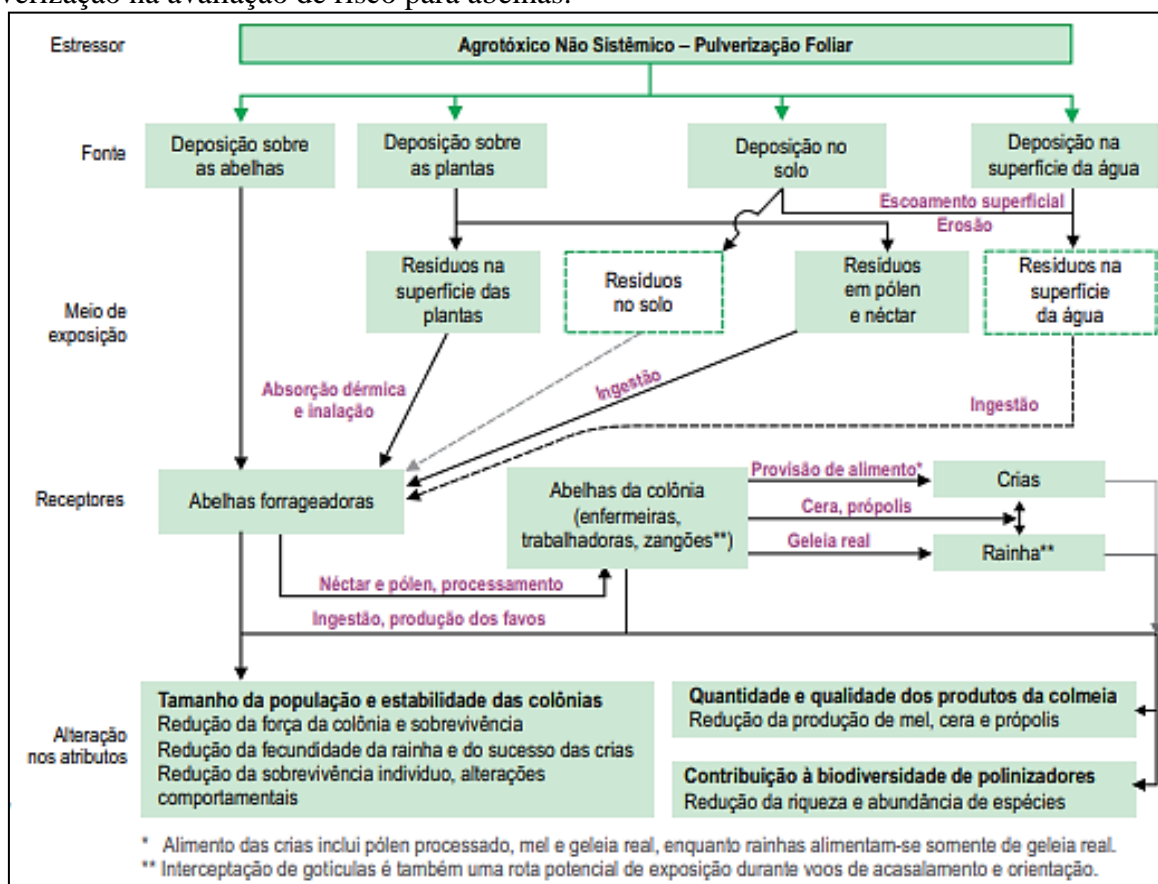 verização na avaliação de risco para abelhas.
Estressor
Agrotóxico Não Sistêmico – Pulverização Foliar
Fonte
Deposição sobre
as abelhas
Deposição sobre
as plantas
Deposição no
solo
Deposição na
superfície da água
Escoamento superficial
Erosão
Meio de
exposição
Resíduos na
superfície das
plantas
Resíduos
no solo
Resíduos
em pólen
e néctar
Resíduos na
superfície
da água
Absorção dérmica
e inalação
Ingestão
Ingestão
Receptores
Abelhas forrageadoras
Abelhas da colônia
(enfermeiras,
trabalhadoras, zangões**)
Provisão de alimento*
Cera, própolis
Geleia real
Crias
Rainha**
Néctar e pólen, processamento
Ingestão, produção dos favos
Alteração
nos atributos
Tamanho da população e estabilidade das colônias
Redução da força da colônia e sobrevivência
Redução da fecundidade da rainha e do sucesso das crias
Redução da sobrevivência indivíduo, alterações
comportamentais
Quantidade e qualidade dos produtos da colmeia
Redução da produção de mel, cera e própolis
Contribuição à biodiversidade de polinizadores
Redução da riqueza e abundância de espécies
* Alimento das crias inclui pólen processado, mel e geleia real, enquanto rainhas alimentam-se somente de geleia real.
** Interceptação de gotículas é também uma rota potencial de exposição durante voos de acasalamento e orientação.